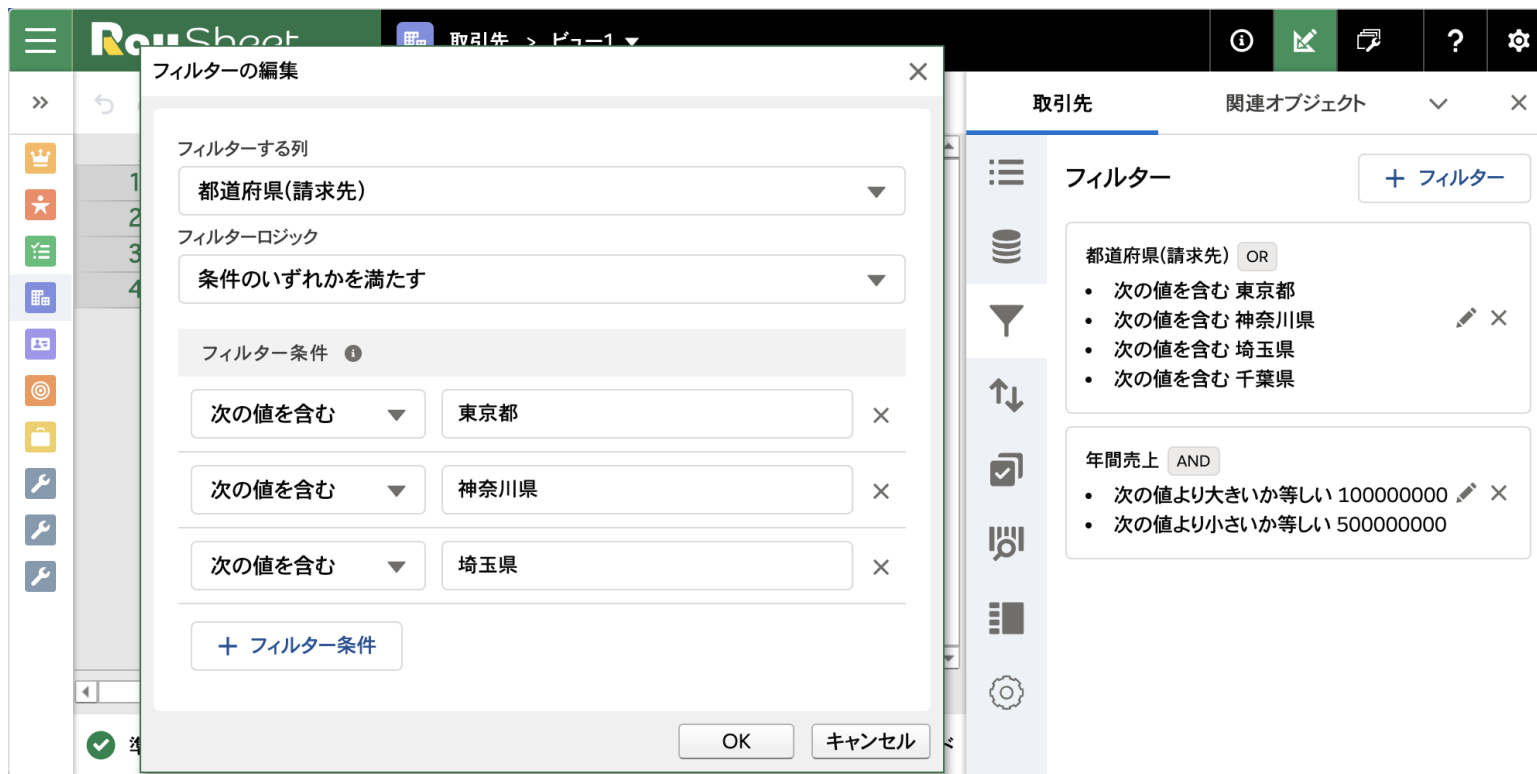 取引先 > ビュー1
フィルターの編集
フィルターする列
都道府県(請求先)
フィルターロジック
条件のいずれかを満たす
フィルター条件
次の値を含む 東京都
次の値を含む 神奈川県
次の値を含む 埼玉県
+ フィルター条件
OK キャンセル
1
2
3
4
取引先 関連オブジェクト
フィルター + フィルター
都道府県(請求先) OR
• 次の値を含む 東京都
• 次の値を含む 神奈川県
• 次の値を含む 埼玉県
• 次の値を含む 千葉県
年間売上 AND
• 次の値より大きいか等しい 100000000
• 次の値より小さいか等しい 500000000